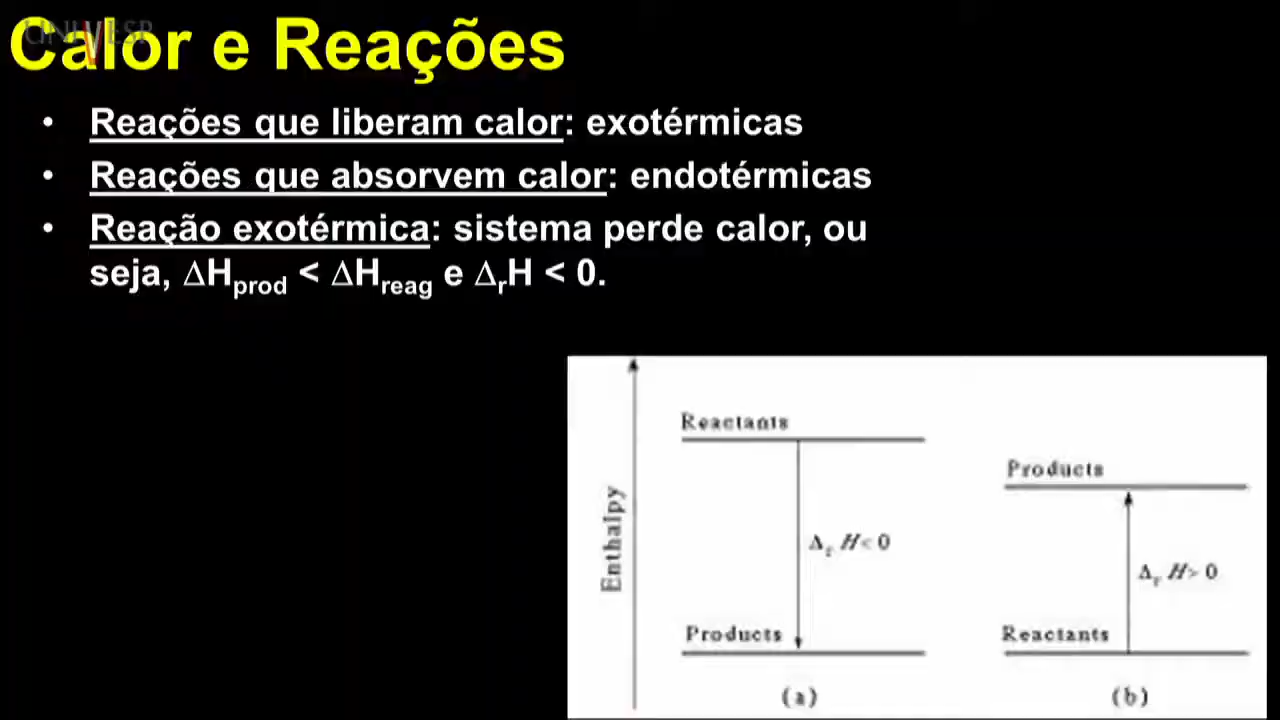 UNIVESP
Calor e Reações
• Reações que liberam calor: exotérmicas
• Reações que absorvem calor: endotérmicas
• Reação exotérmica: sistema perde calor, ou
seja, ΔHprod < ΔHreag e ΔrH < 0.
Enthalpy
Reactants
Δr H< 0
Products
(a)
Products
Δr H> 0
Reactants
(b)